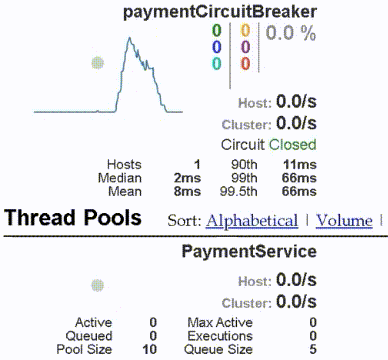 paymentCircuitBreaker
0 0 0.0 %
0 0
0 0
Host: 0.0/s
Cluster: 0.0/s
Circuit Closed
Hosts 1 90th 11ms
Median 2ms 99th 66ms
Mean 8ms 99.5th 66ms
Thread Pools Sort: Alphabetical | Volume |
PaymentService
Host: 0.0/s
Cluster: 0.0/s
Active 0 Max Active 0
Queued 0 Executions 0
Pool Size 10 Queue Size 5